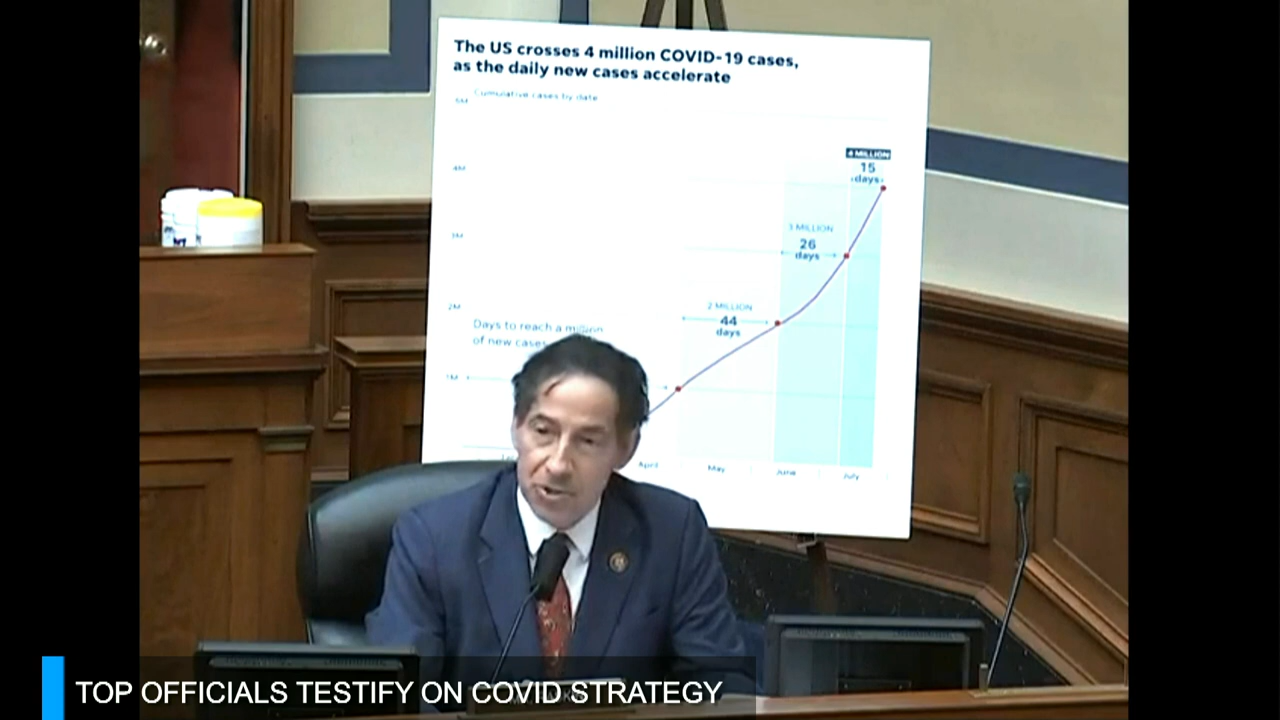 The US crosses 4 million COVID-19 cases,
as the daily new cases accelerate
Cumulative cases by date
5M
4 MILLION
15
days
4M
3 MILLION
26
days
3M
2 MILLION
44
days
2M
Days to reach a million
of new cases
1M
April
May
June
July
TOP OFFICIALS TESTIFY ON COVID STRATEGY